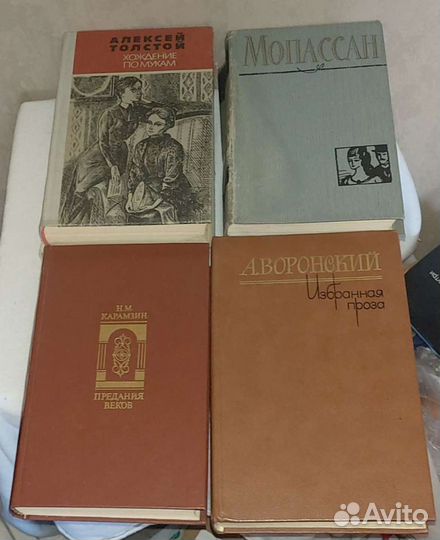 АЛЕКСЕЙ
ТОЛСТОЙ
ХОЖДЕНИЕ
ПО МУКАМ
МОПАССАН
Н.М.
КАРАМЗИН
ПРЕДАНИЯ
ВЕКОВ
А.ВОРОНСКИЙ
Избранная
проза
Avito